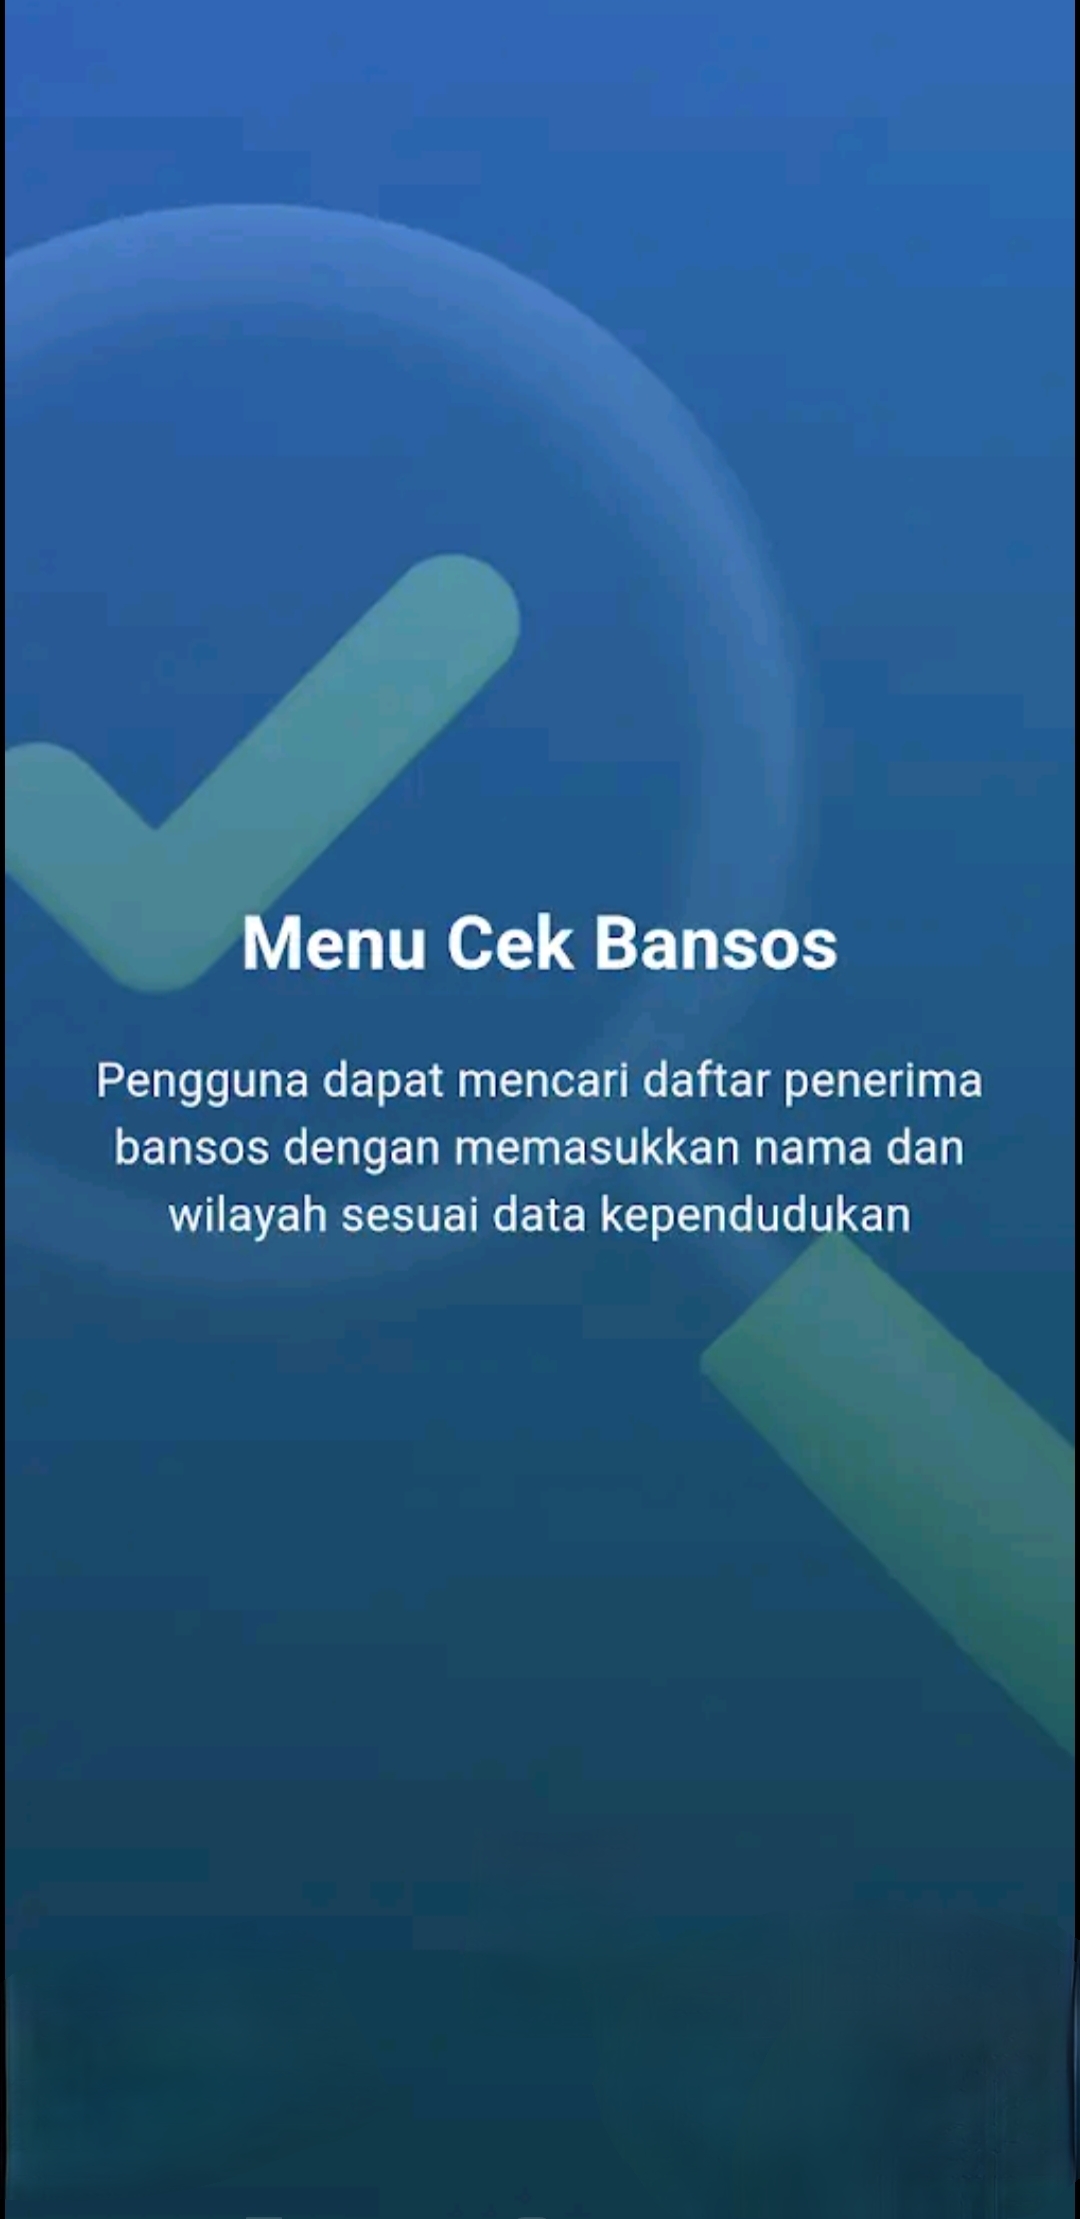 Menu Cek Bansos
Pengguna dapat mencari daftar penerima
bansos dengan memasukkan nama dan
wilayah sesuai data kependudukan